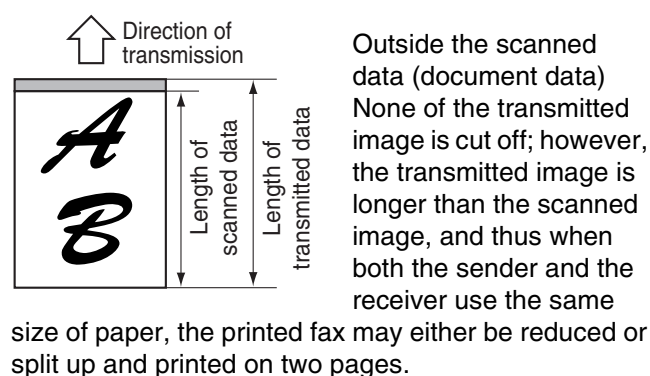 Direction of
transmission
A
B
Length of
scanned data
Length of
transmitted data
Outside the scanned
data (document data)
None of the transmitted
image is cut off; however,
the transmitted image is
longer than the scanned
image, and thus when
both the sender and the
receiver use the same
size of paper, the printed fax may either be reduced or
split up and printed on two pages.